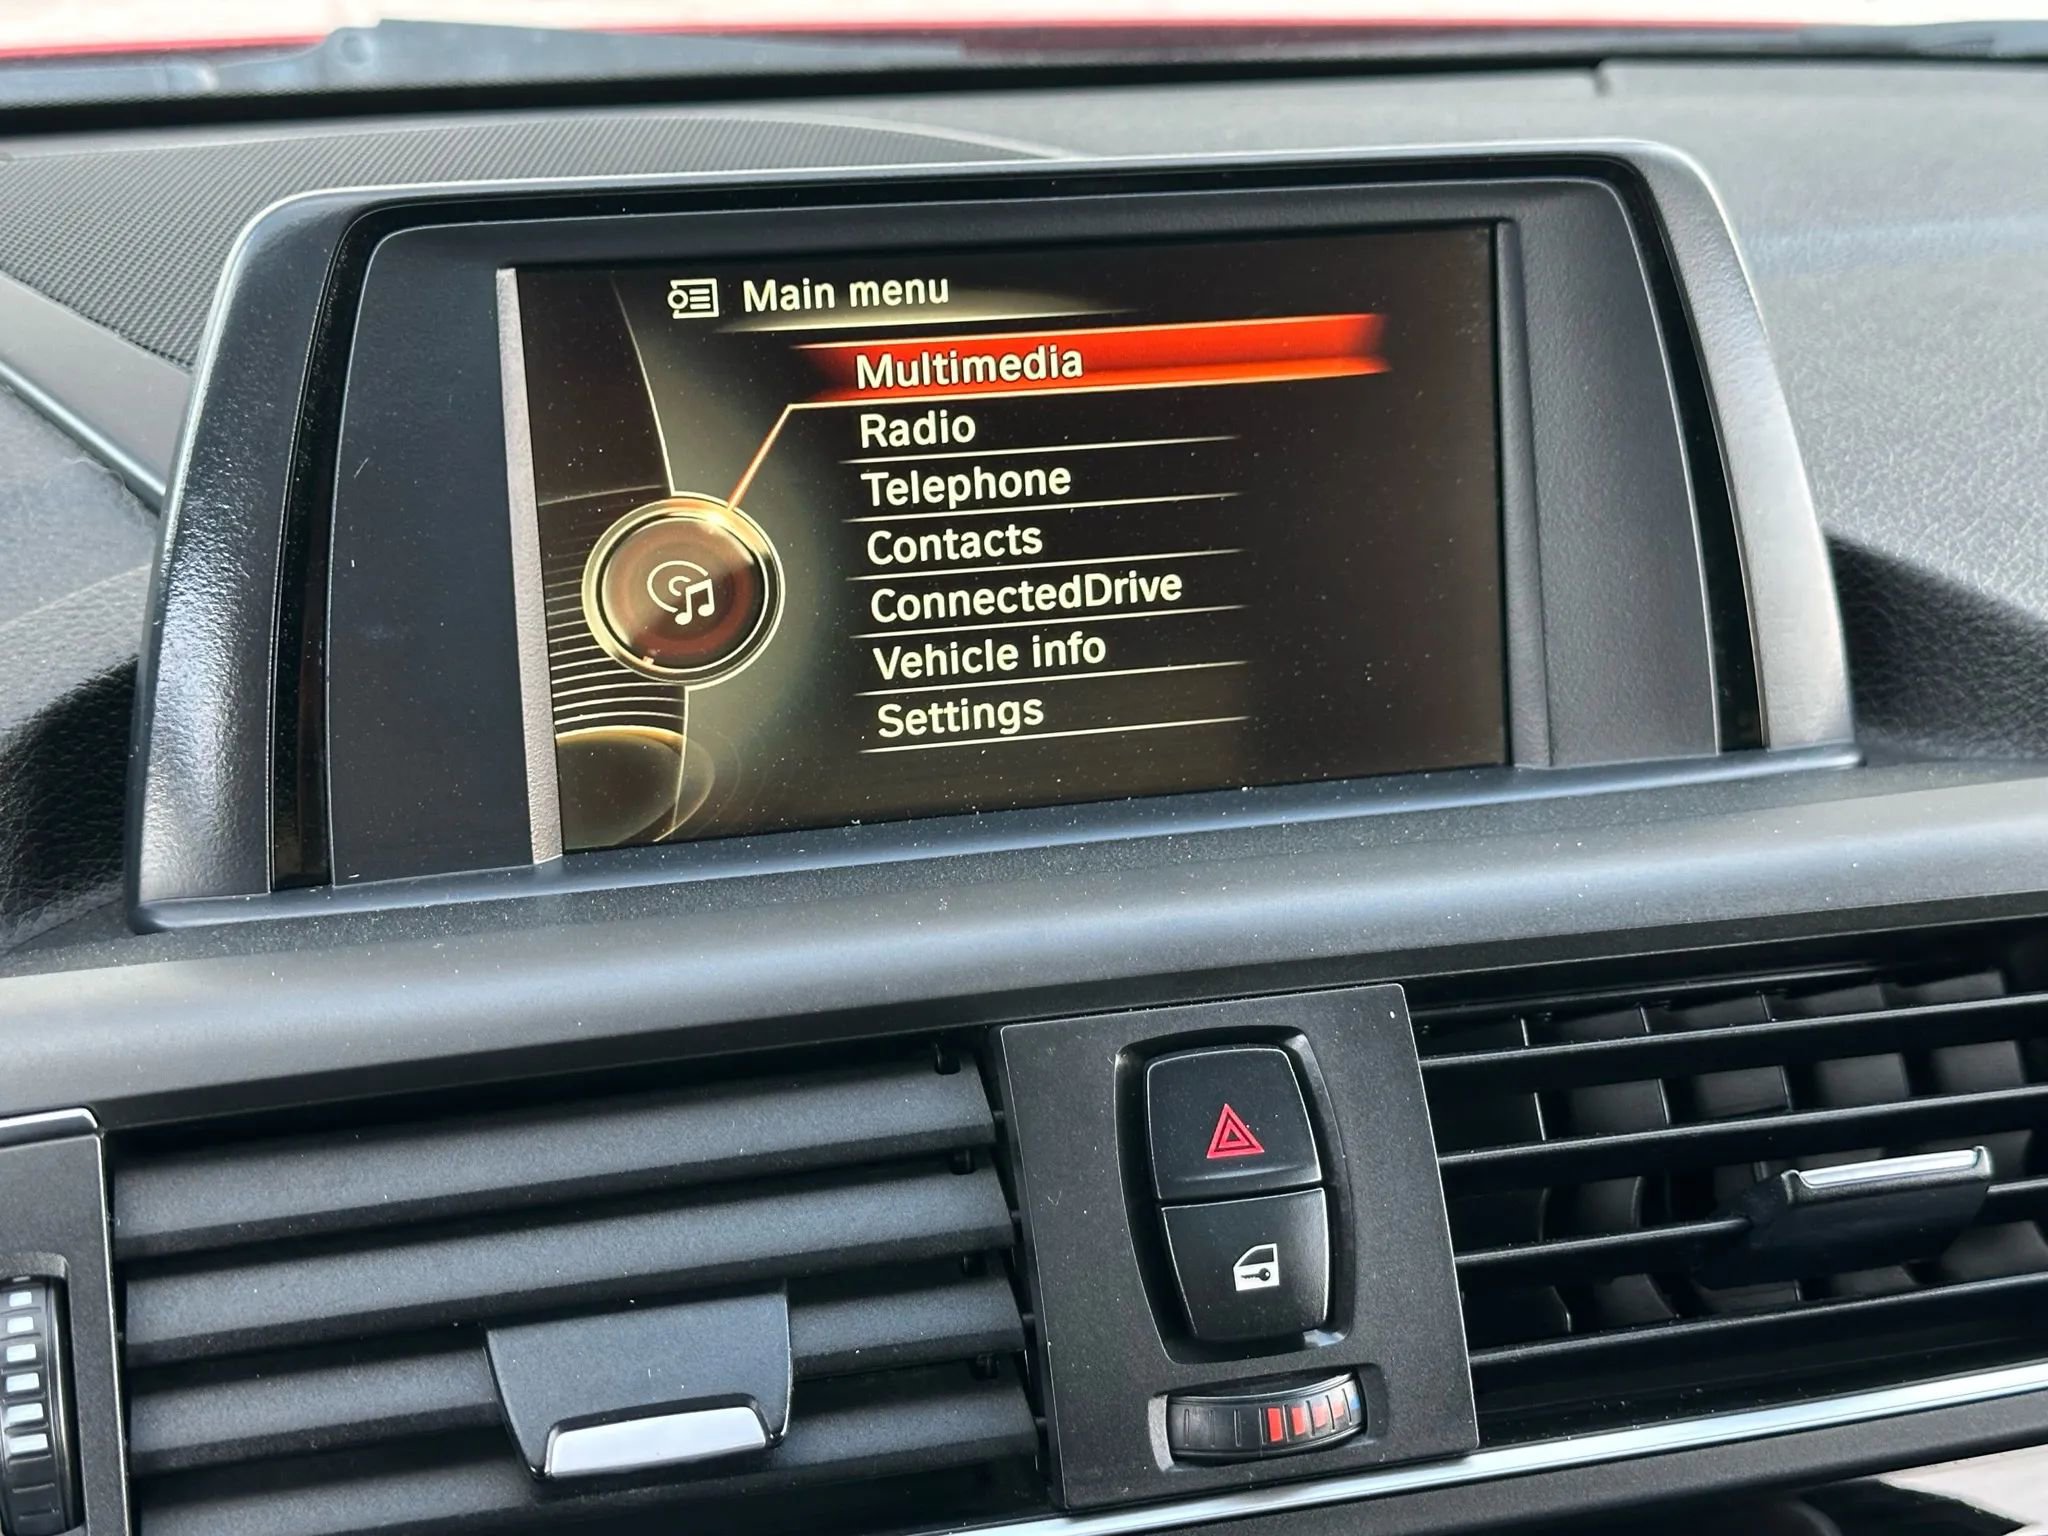 Main menu
Multimedia
Radio
Telephone
Contacts
ConnectedDrive
Vehicle info
Settings